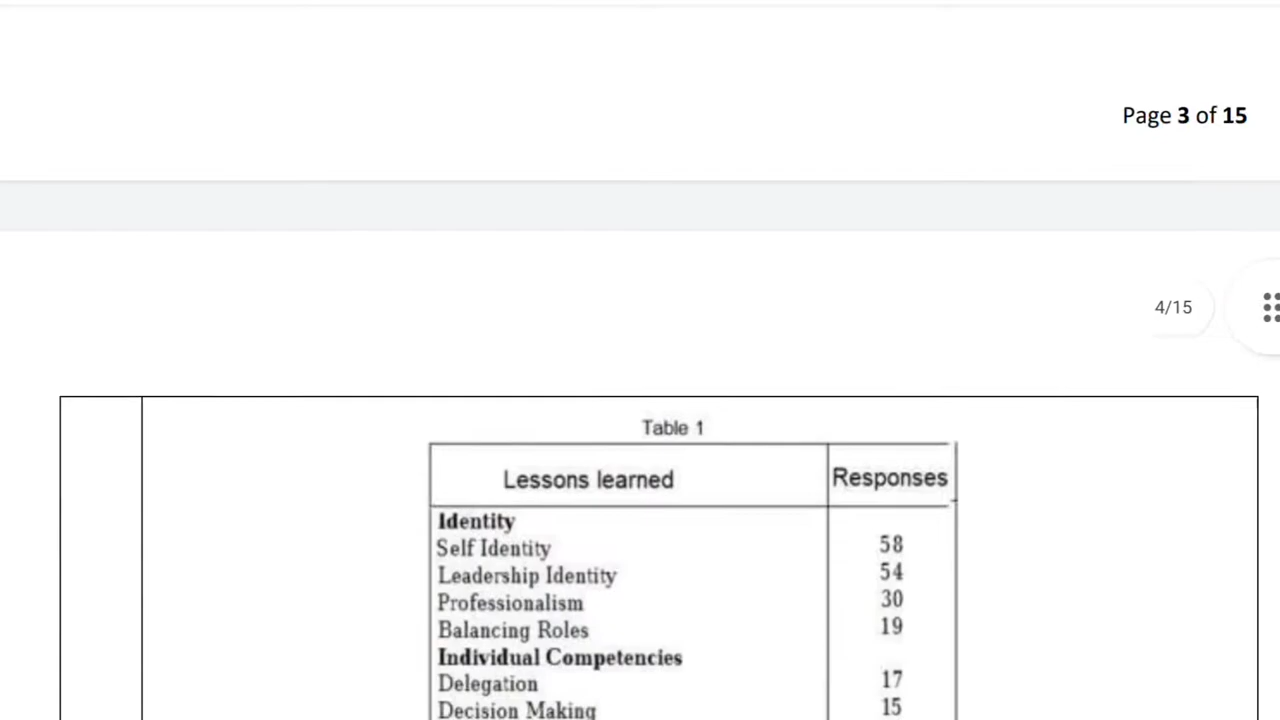 Page 3 of 15
4/15
Table 1
Lessons learned Responses
Identity
Self Identity 58
Leadership Identity 54
Professionalism 30
Balancing Roles 19
Individual Competencies
Delegation 17
Decision Making 15